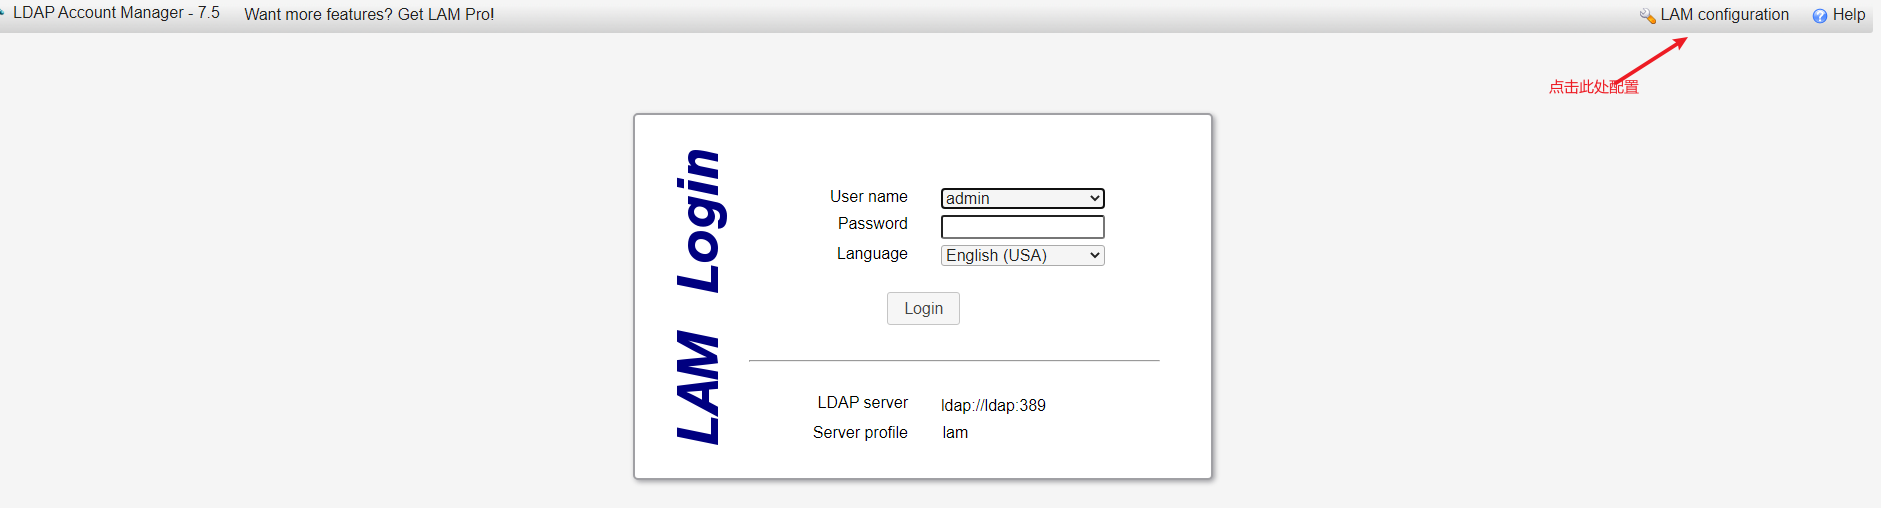 LDAP Account Manager - 7.5 Want more features? Get LAM Pro! LAM configuration Help
点击此处配置
LAM Login
User name admin
Password
Language English (USA)
Login
LDAP server ldap://ldap:389
Server profile lam